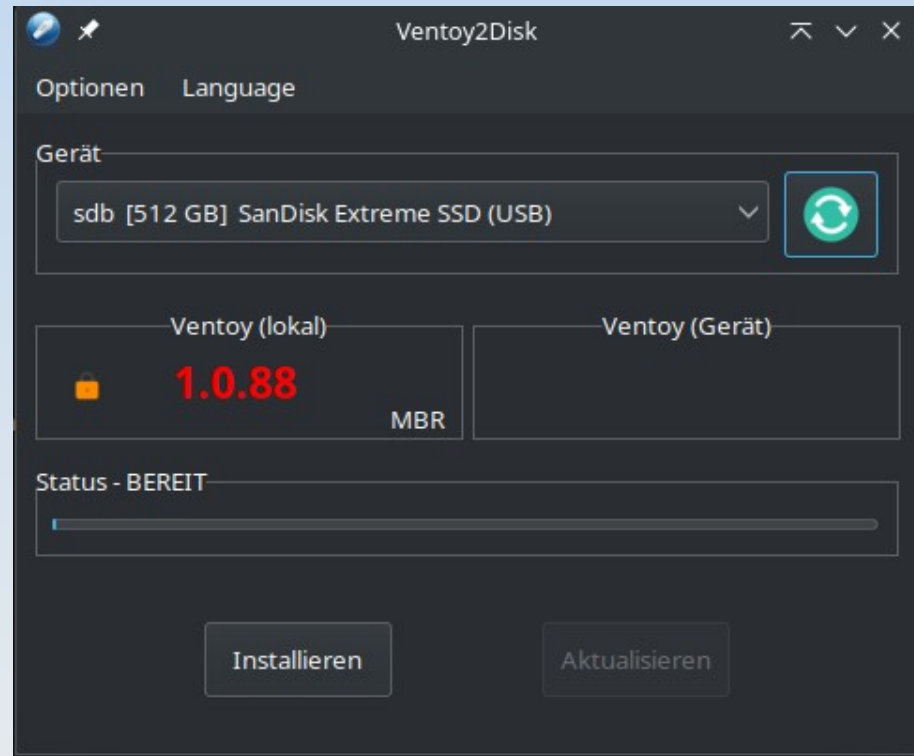 Ventoy2Disk
Optionen Language
Gerät
sdb [512 GB] SanDisk Extreme SSD (USB)
Ventoy (lokal) Ventoy (Gerät)
1.0.88
MBR
Status - BEREIT
Installieren Aktualisieren